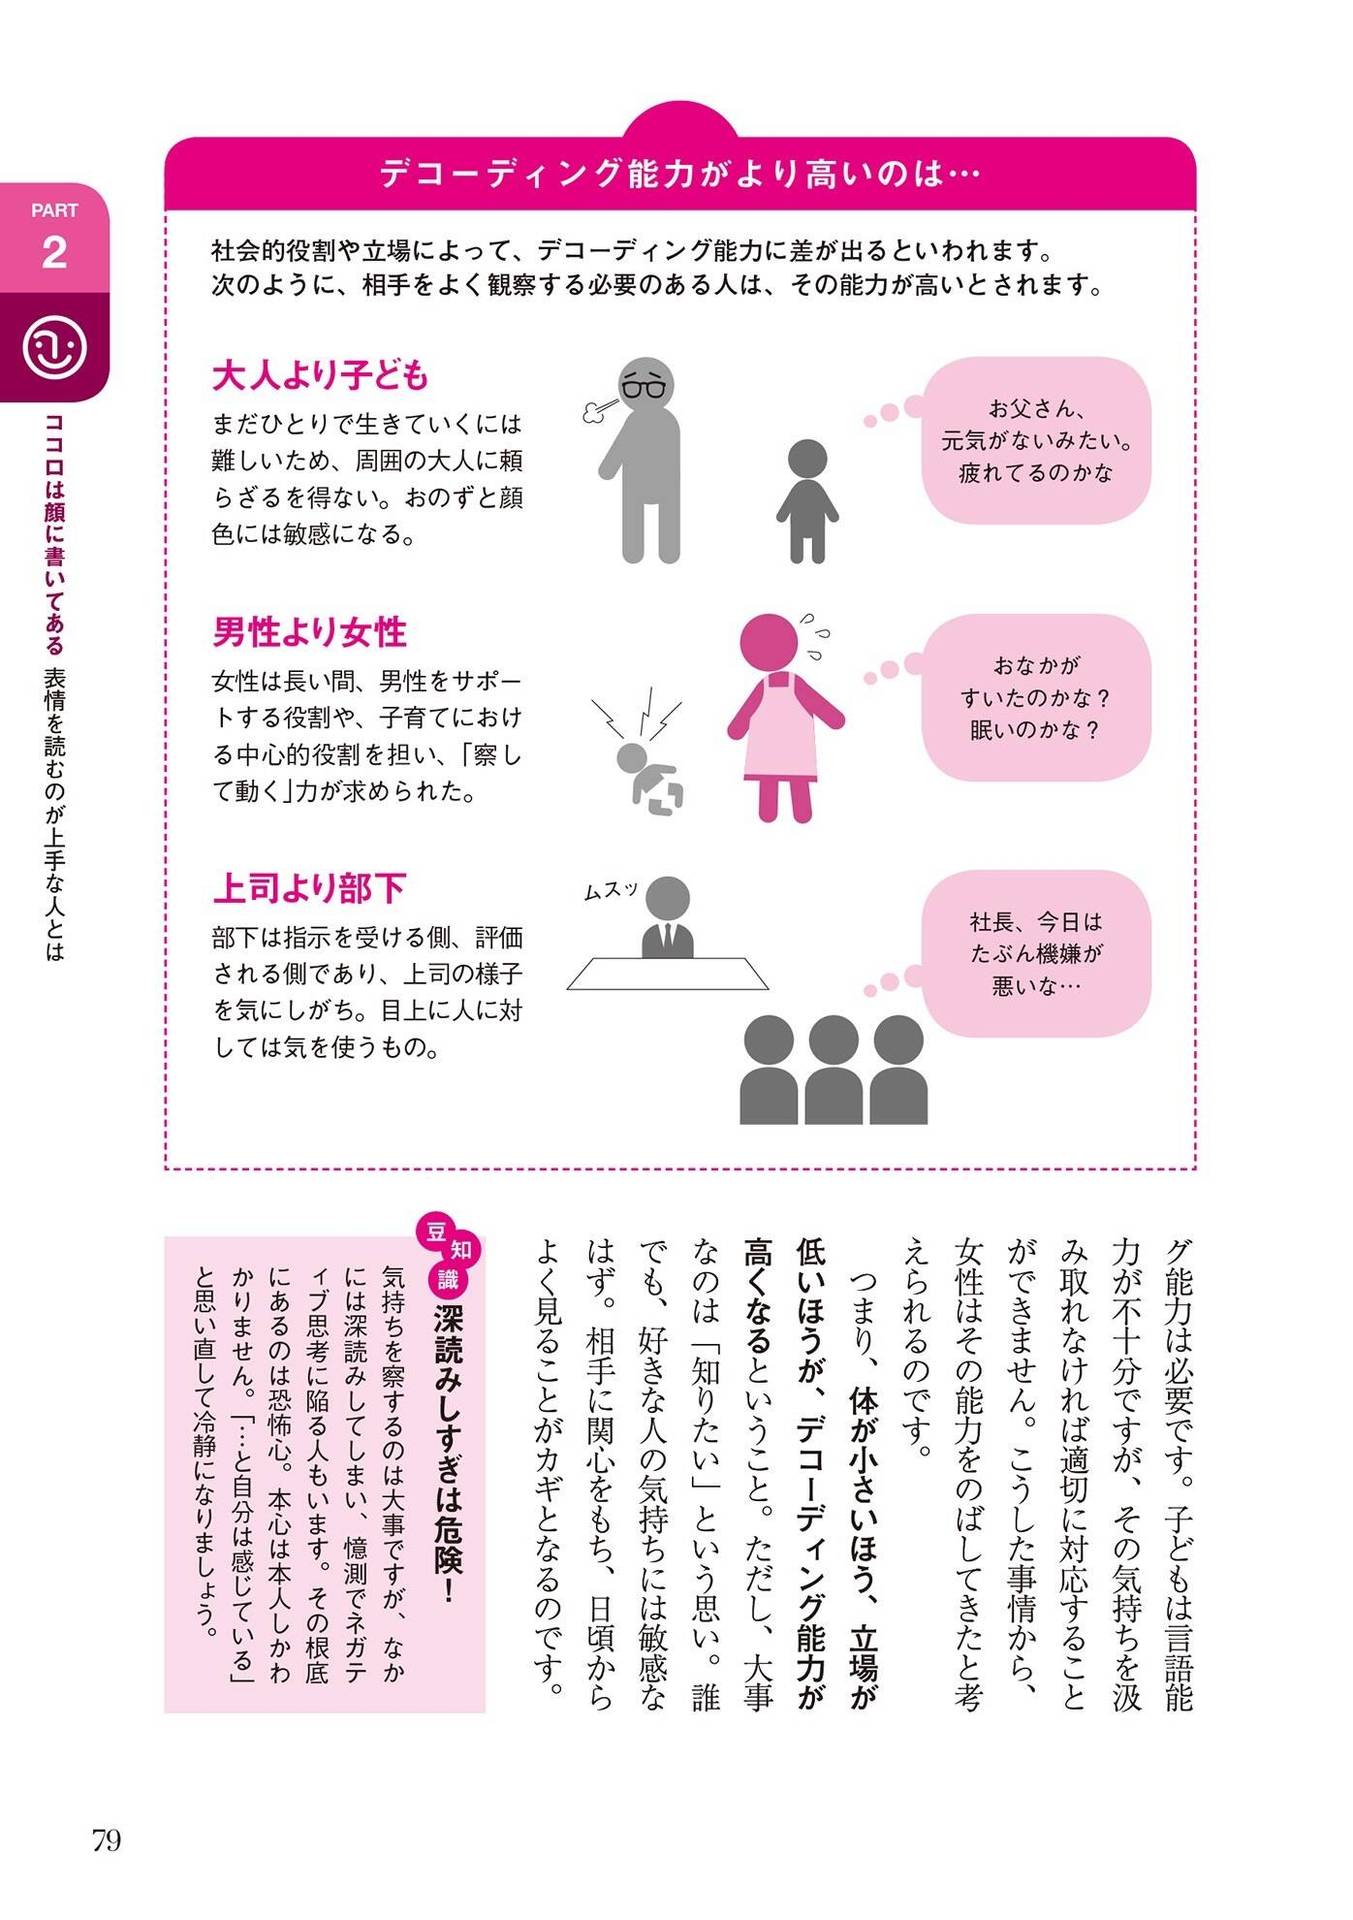 PART
2
ココロは顔に書いてある 表情を読むのが上手な人とは
デコーディング能力がより高いのは…
社会的役割や立場によって、デコーディング能力に差が出るといわれます。
次のように、相手をよく観察する必要のある人は、その能力が高いとされます。
大人より子ども
まだひとりで生きていくには
難しいため、周囲の大人に頼
らざるを得ない。おのずと顔
色には敏感になる。
お父さん、
元気がないみたい。
疲れてるのかな
男性より女性
女性は長い間、男性をサポー
トする役割や、子育てにおけ
る中心的役割を担い、「察し
て動く」力が求められた。
おなかが
すいたのかな？
眠いのかな？
上司より部下
部下は指示を受ける側、評価
される側であり、上司の様子
を気にしがち。目上に人に対
しては気を使うもの。
ムスッ
社長、今日は
たぶん機嫌が
悪いな…
グ能力は必要です。子どもは言語能
力が不十分ですが、その気持ちを汲
み取れなければ適切に対応すること
ができません。こうした事情から、
女性はその能力をのばしてきたと考
えられるのです。
つまり、体が小さいほう、立場が
低いほうが、デコーディング能力が
高くなるということ。ただし、大事
なのは「知りたい」という思い。誰
でも、好きな人の気持ちには敏感な
はず。相手に関心をもち、日頃から
よく見ることがカギとなるのです。
豆知識
深読みしすぎは危険！
気持ちを察するのは大事ですが、なか
には深読みしてしまい、憶測でネガテ
ィブ思考に陥る人もいます。その根底
にあるのは恐怖心。本心は本人しかわ
かりません。「…と自分は感じている」
と思い直して冷静になりましょう。
79